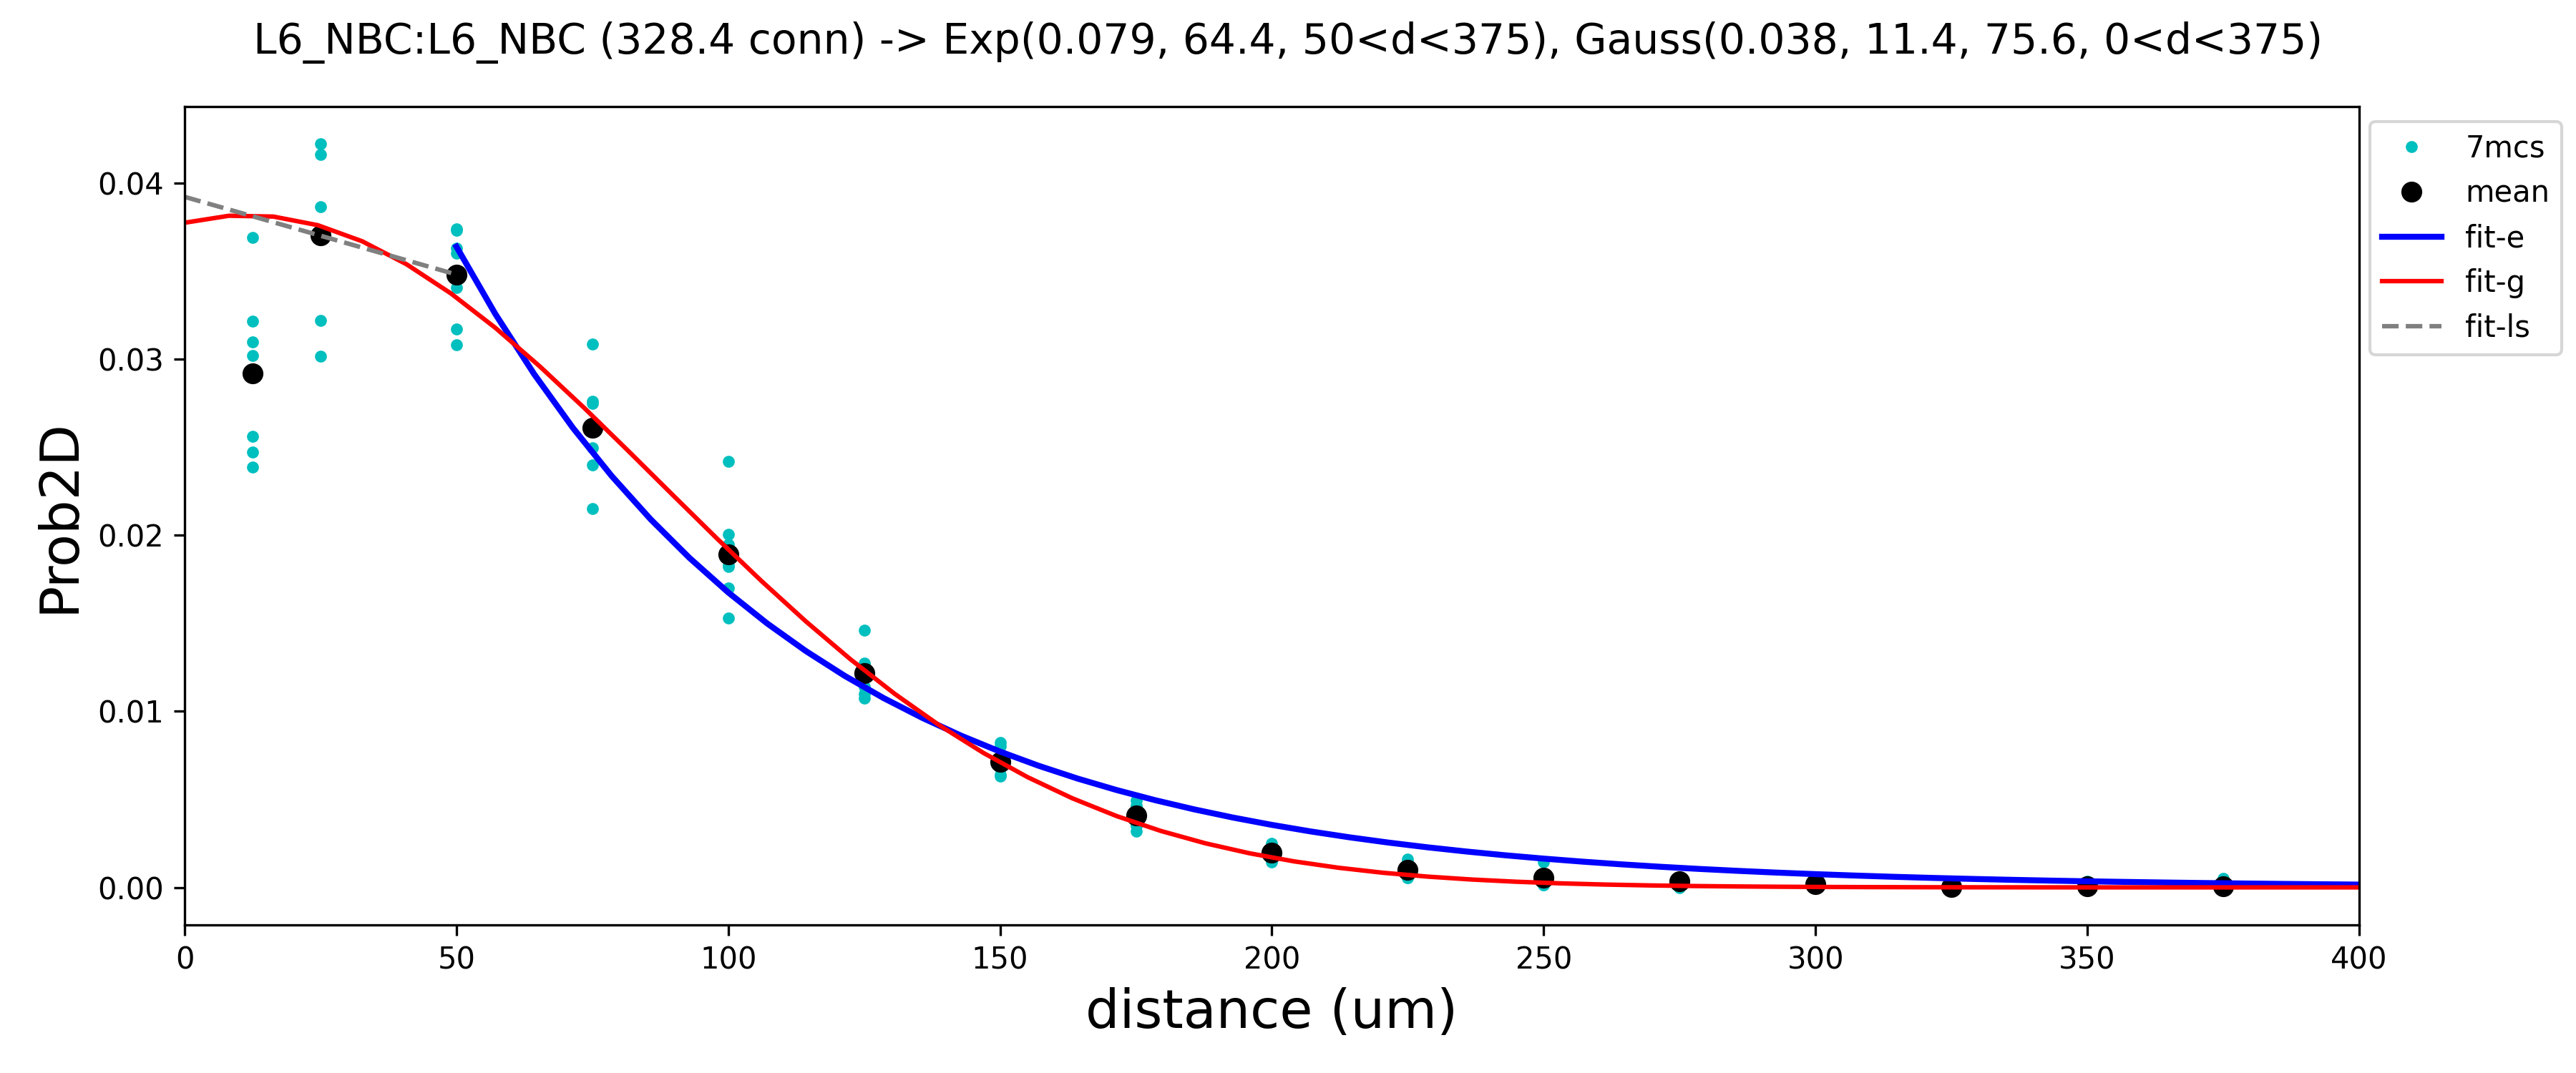 L6_NBC:L6_NBC (328.4 conn) -> Exp(0.079, 64.4, 50<d<375), Gauss(0.038, 11.4, 75.6, 0<d<375)
7mcs
mean
fit-e
fit-g
fit-ls
Prob2D
0.04
0.03
0.02
0.01
0.00
0 50 100 150 200 250 300 350 400
distance (um)